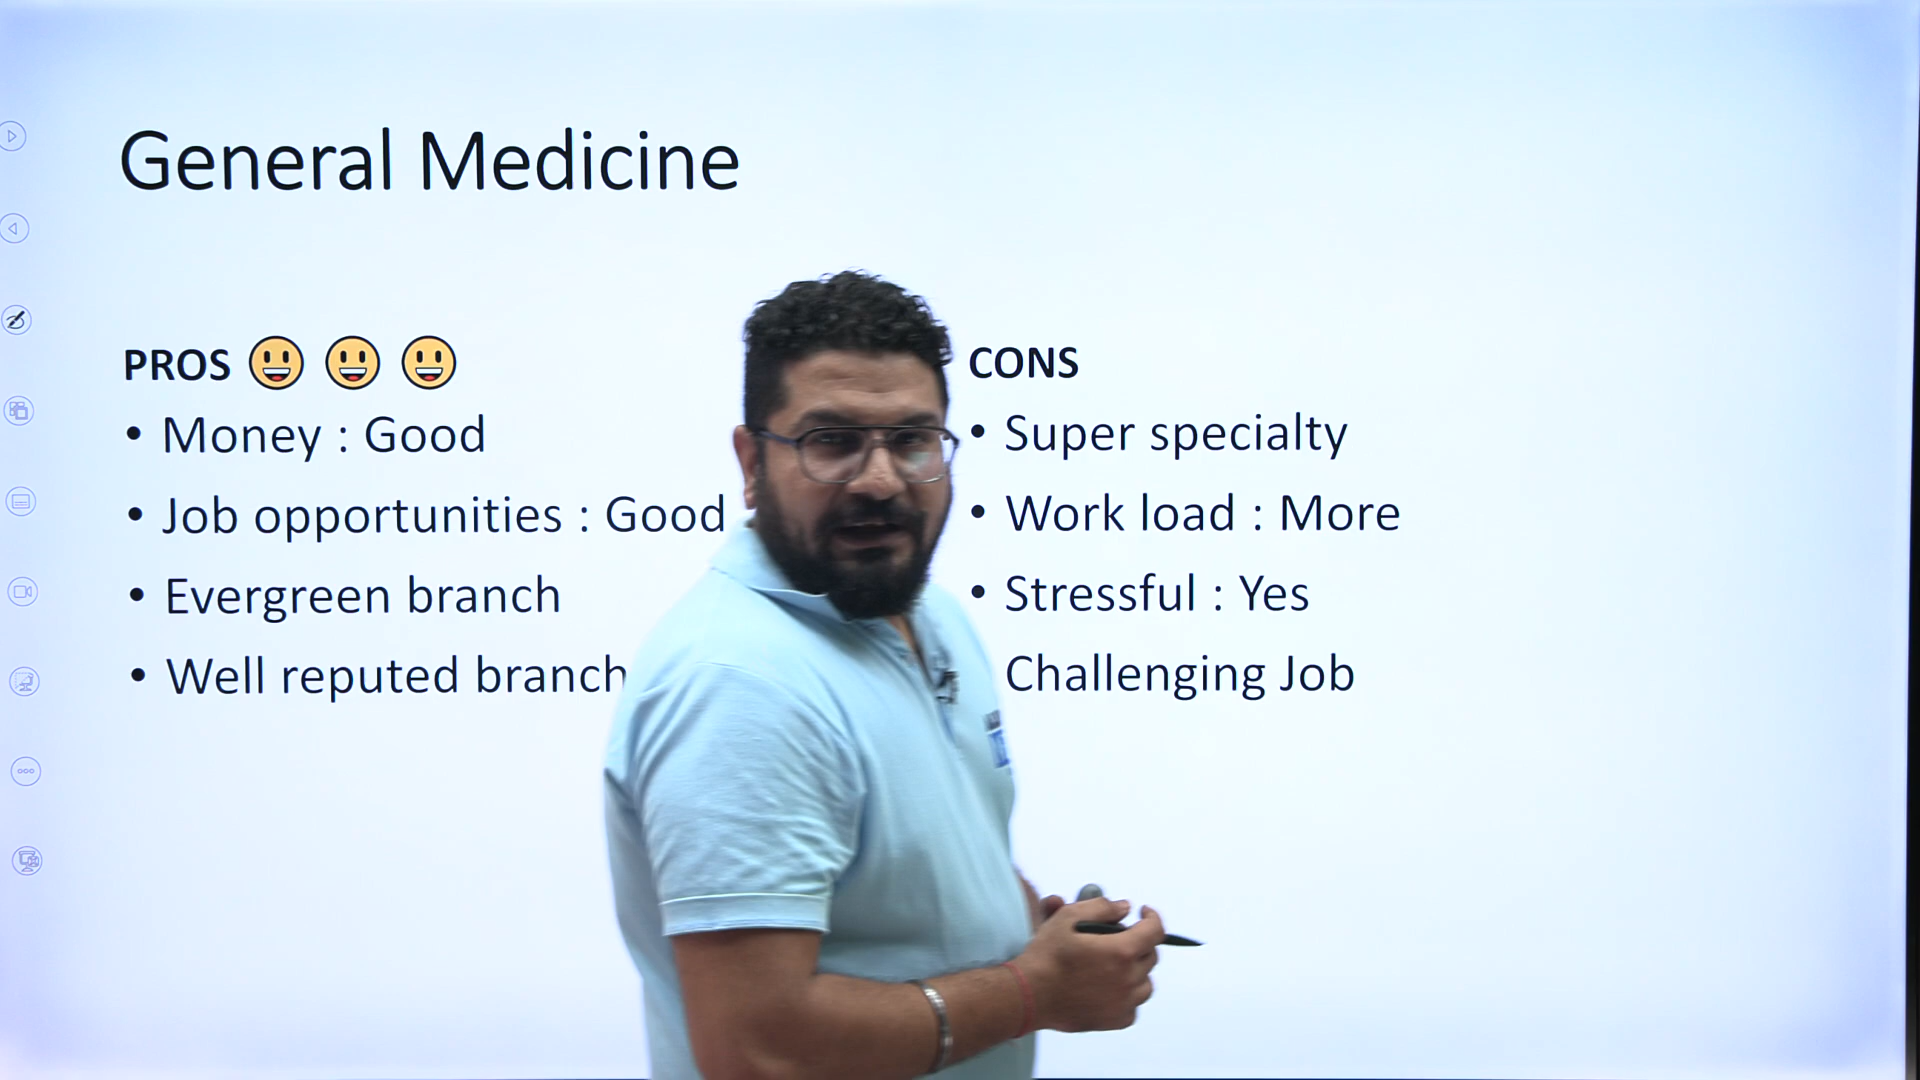 General Medicine
PROS 😃 😃 😃
• Money : Good
• Job opportunities : Good
• Evergreen branch
• Well reputed branch
CONS
• Super specialty
• Work load : More
• Stressful : Yes
Challenging Job